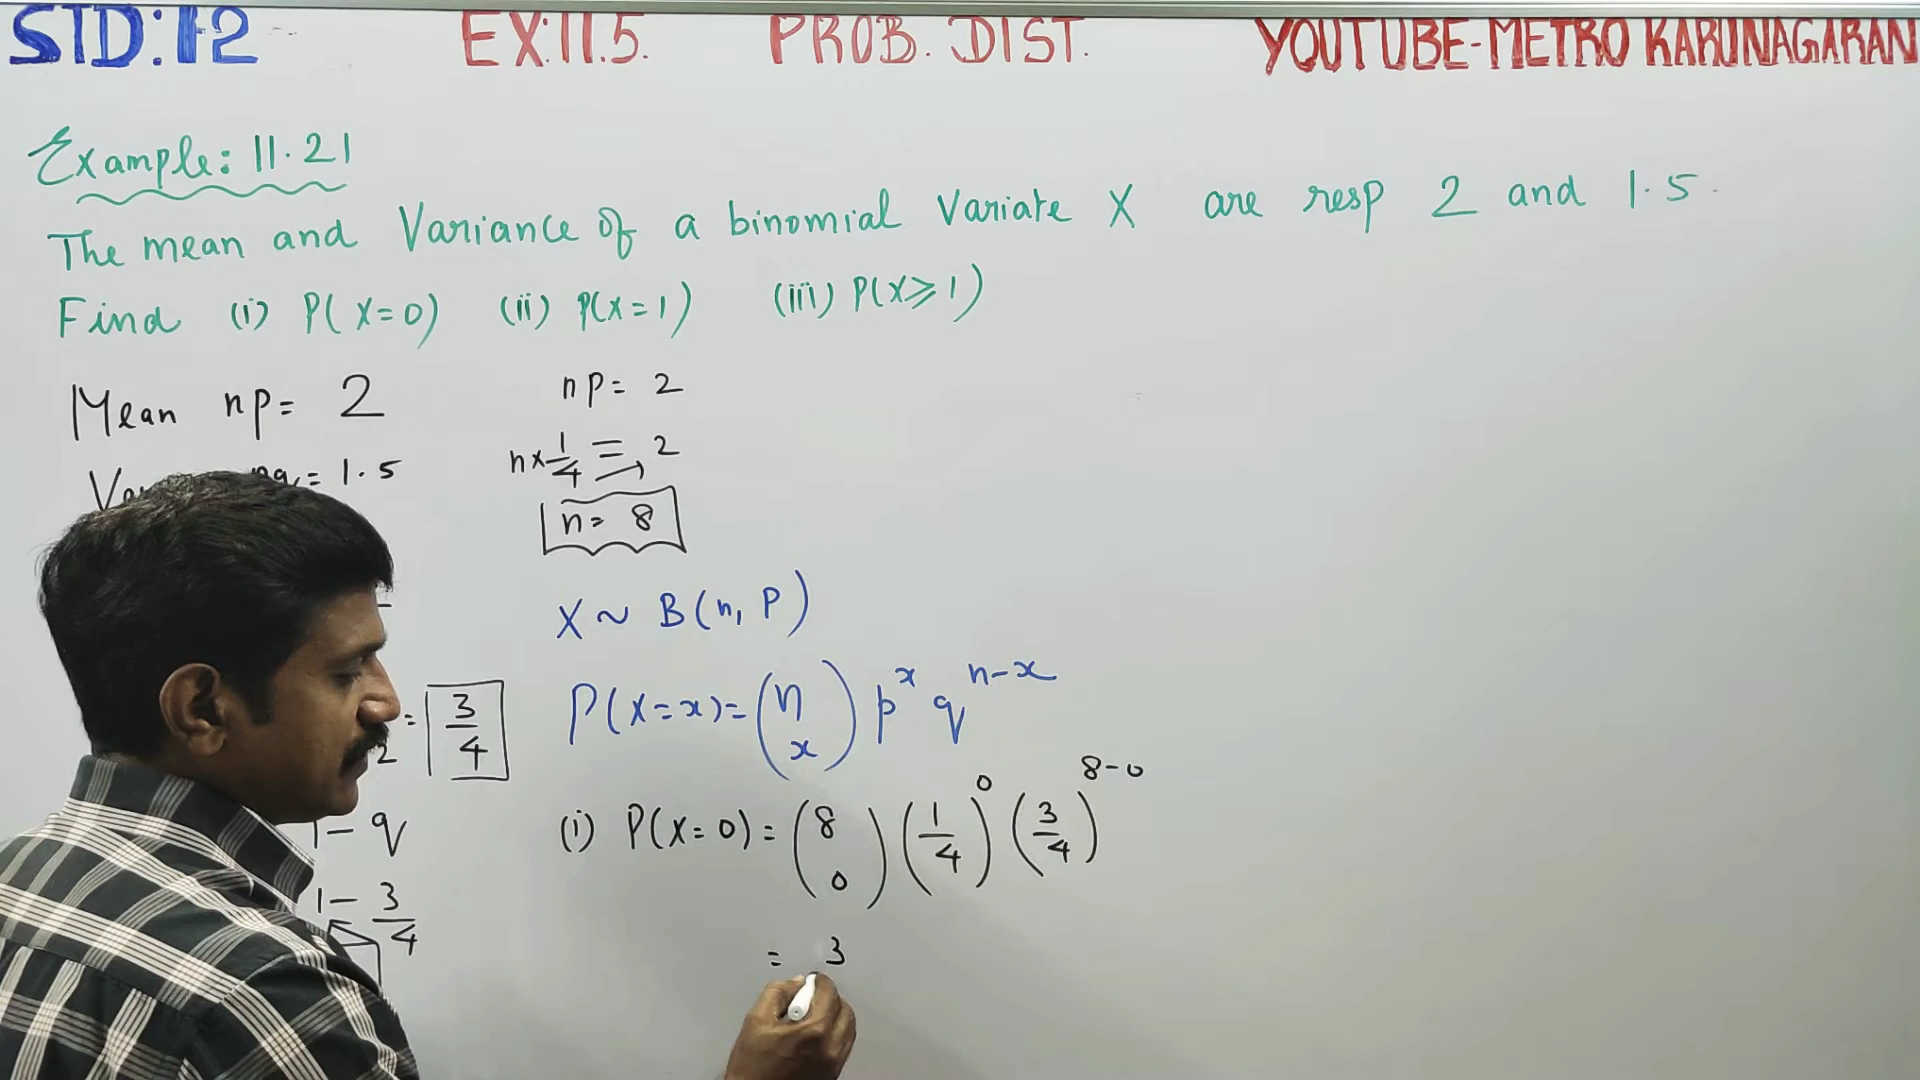 STD: 12 EX: 11.5. PROB. DIST. YOUTUBE-METRO KARUNAGARAN
Example: 11.21
The mean and Variance of a binomial Variate X are resp 2 and 1.5.
Find (i) P(X=0) (ii) P(X=1) (iii) P(X⩾1)
Mean np= 2
= 1.5
= 3/4
1-q
1- 3/4
np= 2
n×1/4 = 2
n= 8
X ~ B(n, p)
P(X=x)= (n x) p^x q^(n-x)
(i) P(X=0) = (8 0) (1/4)^0 (3/4)^(8-0)
= 3